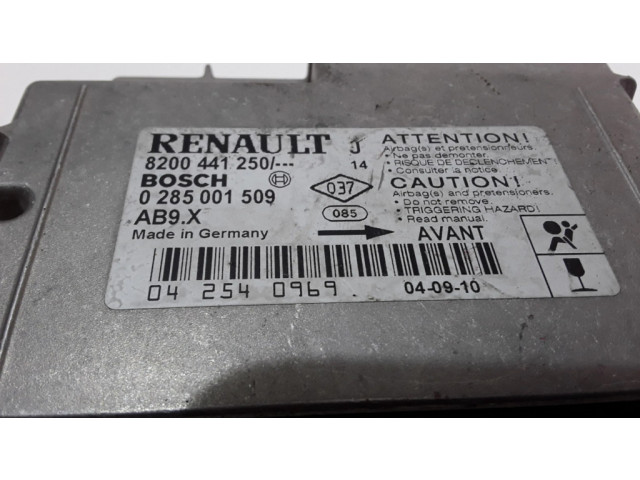 RENAULT J
8200 441 250/--- 14
BOSCH
0 285 001 509
AB9.X
Made in Germany
037
085
AVANT
ATTENTION!
Airbag(s) et pretensionneurs.
• Ne pas demonter.
• RISQUE DE DECLENCHEMENT!
• Consulter la notice.
CAUTION!
Airbag(s) and pretensioners.
• Do not remove.
• TRIGGERING HAZARD!
• Read manual.
04 254 0969 04-09-10